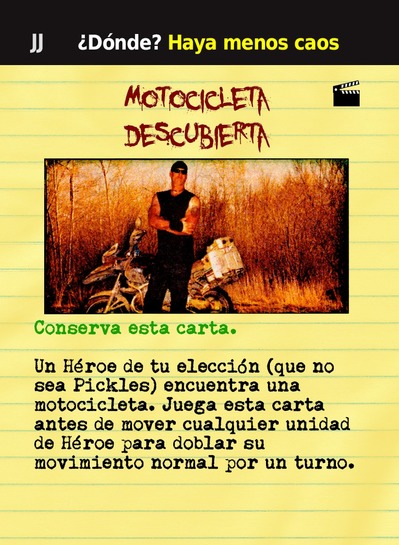 JJ ¿Dónde? Haya menos caos
MOTOCICLETA
DESCUBIERTA
Conserva esta carta.
Un Héroe de tu elección (que no
sea Pickles) encuentra una
motocicleta. Juega esta carta
antes de mover cualquier unidad
de Héroe para doblar su
movimiento normal por un turno.